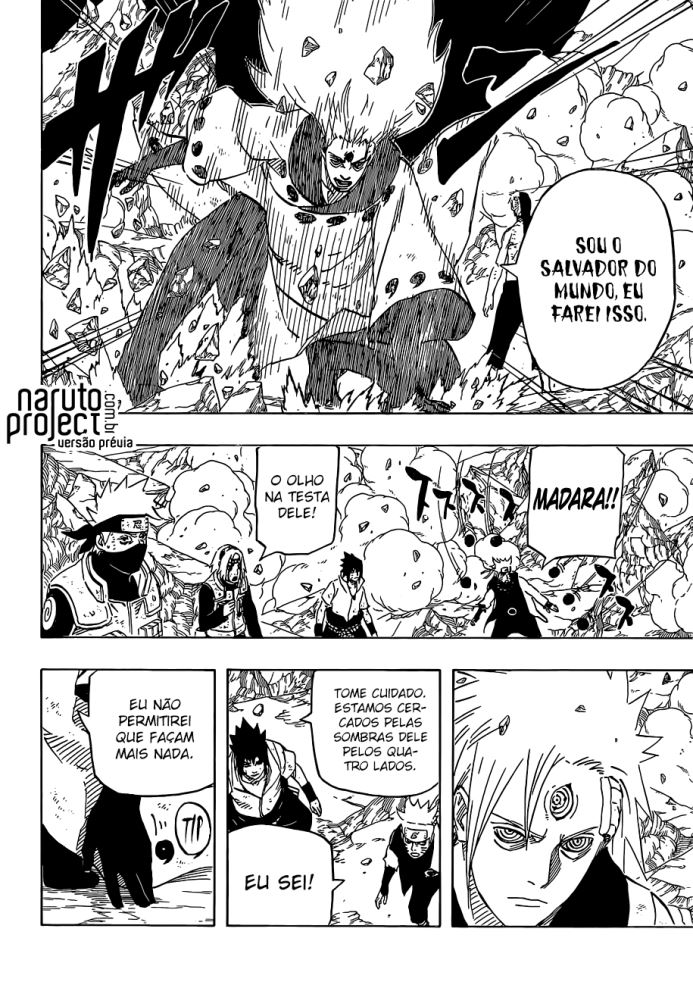 SOU O
SALVADOR DO
MUNDO, EU
FAREI ISSO.
naruto
project
.com.br
versão prévia
MADARA!!
O OLHO
NA TESTA
DELE!
TOME CUIDADO.
ESTAMOS CER-
CADOS PELAS
SOMBRAS DELE
PELOS QUA-
TRO LADOS.
EU SEI!
EU NÃO
PERMITIREI
QUE FAÇAM
MAIS NADA.
TIP